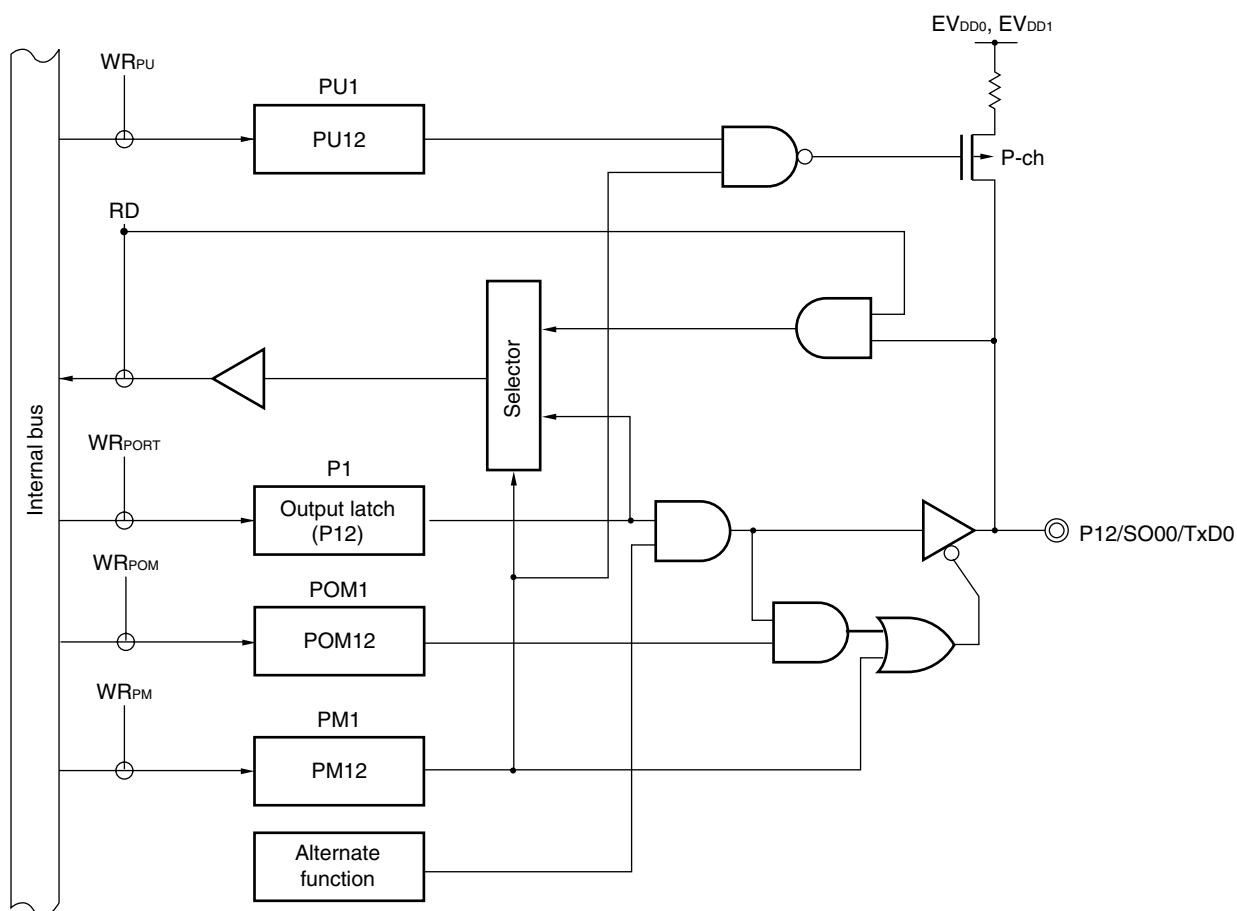 EVDD0, EVDD1
WRPU
PU1
PU12
P-ch
RD
Selector
Internal bus
WRPORT
P1
Output latch
(P12)
P12/SO00/TxD0
WRPOM
POM1
POM12
WRPM
PM1
PM12
Alternate
function